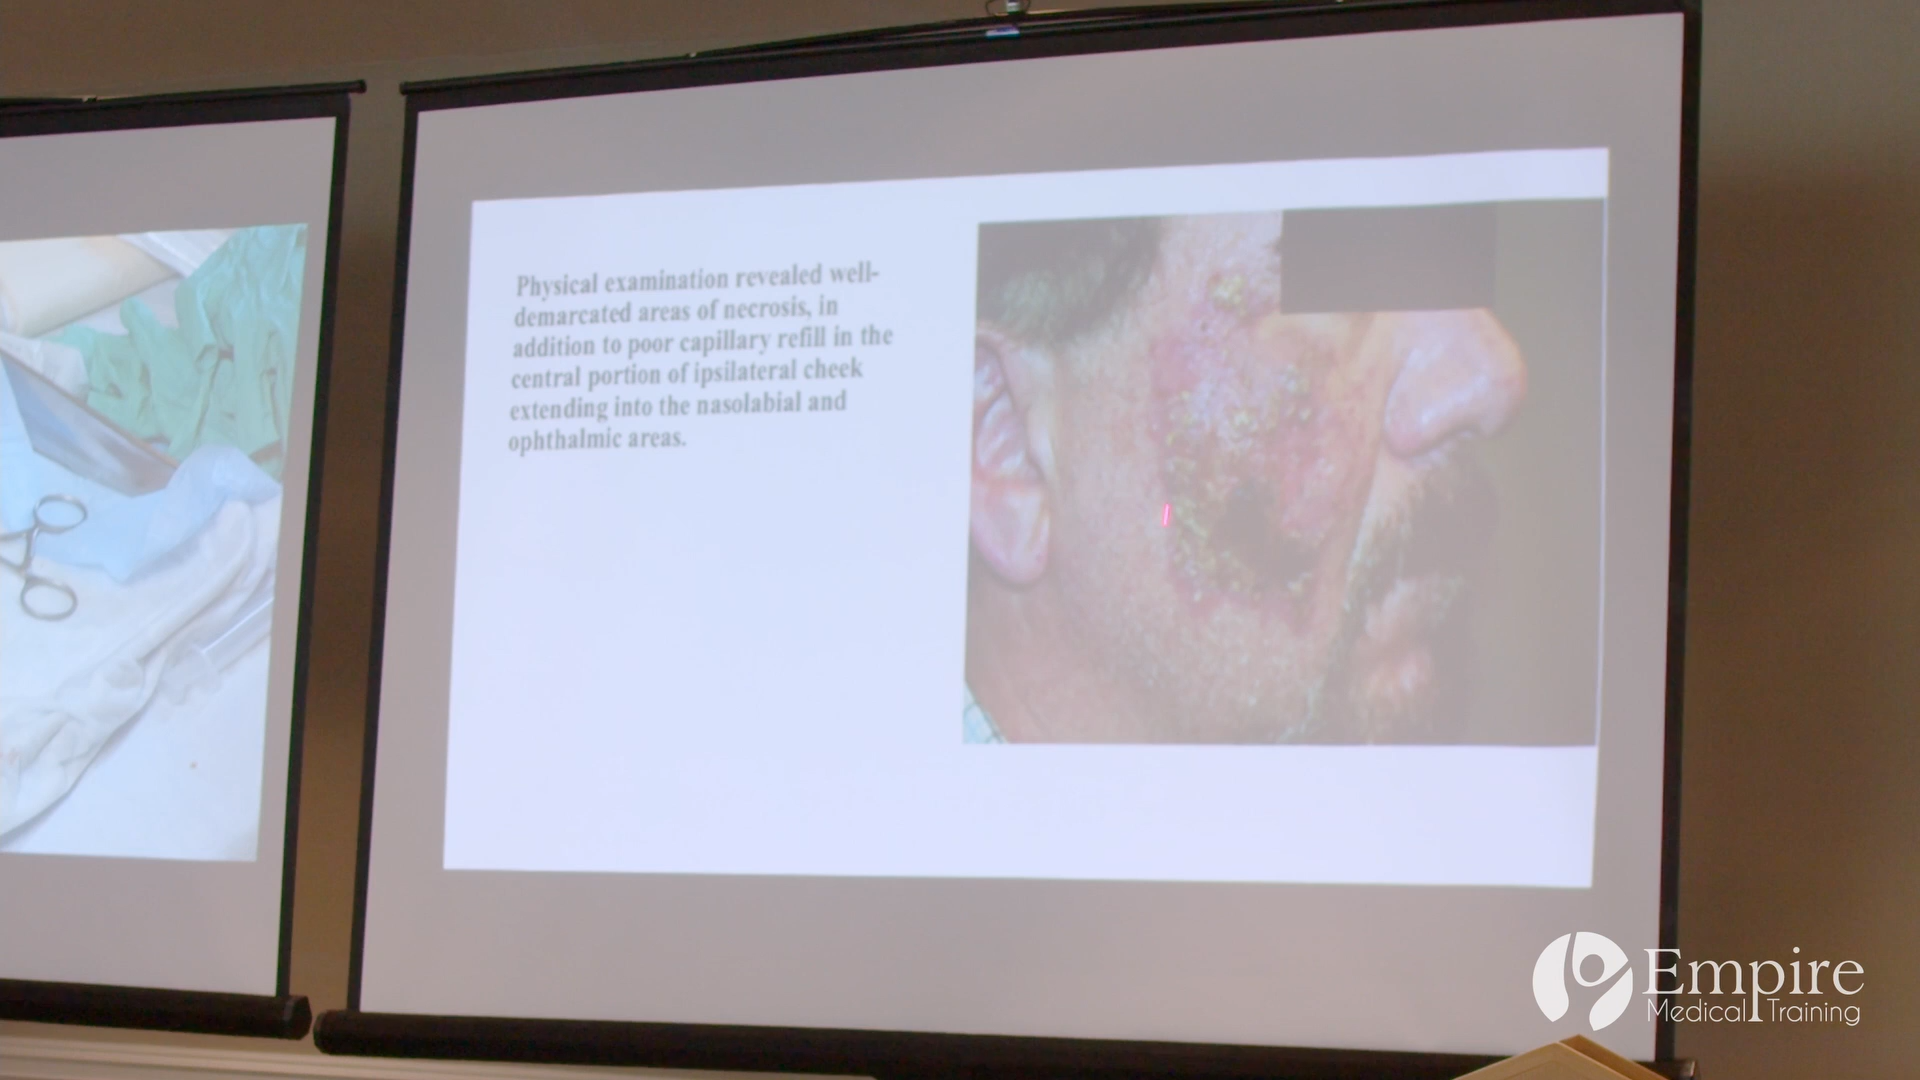 Physical examination revealed well-
demarcated areas of necrosis, in
addition to poor capillary refill in the
central portion of ipsilateral cheek
extending into the nasolabial and
ophthalmic areas.
Empire
Medical Training